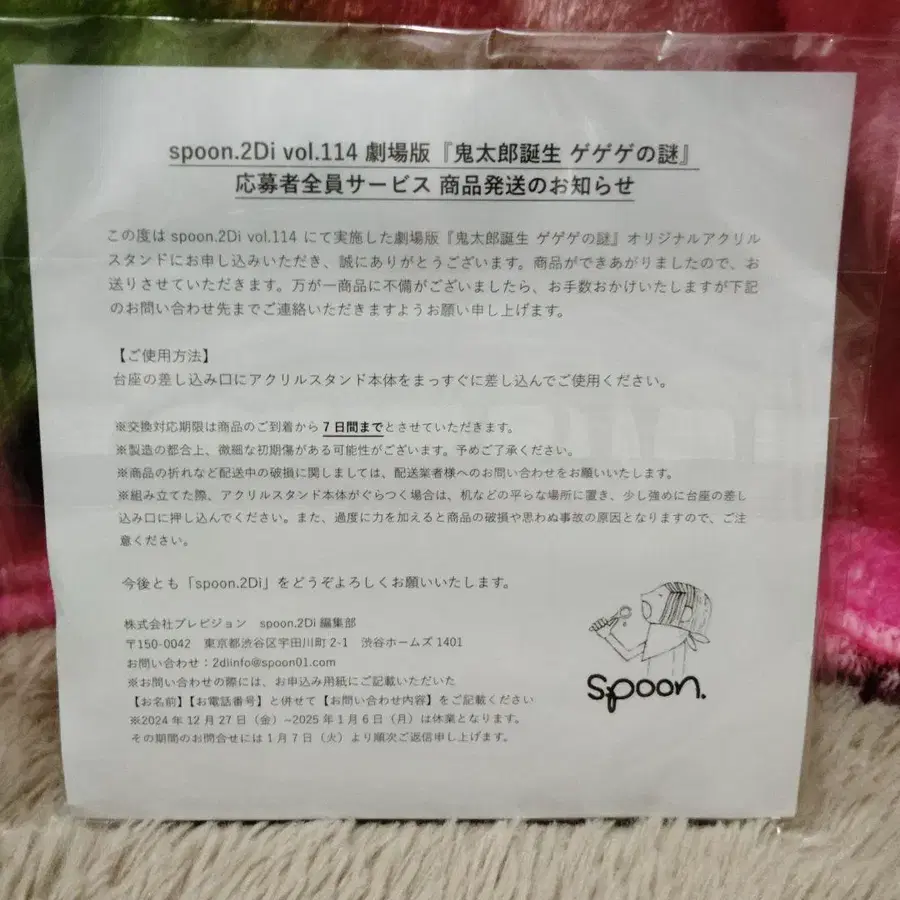 spoon.2Di vol.114 劇場版『鬼太郎誕生 ゲゲゲの謎』
応募者全員サービス 商品発送のお知らせ
この度は spoon.2Di vol.114 にて実施した劇場版『鬼太郎誕生 ゲゲゲの謎』オリジナルアクリル
スタンドにお申し込みいただき、誠にありがとうございます。商品ができあがりましたので、お
送りさせていただきます。万が一商品に不備がございましたら、お手数おかけいたしますが下記
のお問い合わせ先までご連絡いただきますようお願い申し上げます。
【ご使用方法】
台座の差し込み口にアクリルスタンド本体をまっすぐに差し込んでご使用ください。
※交換対応期限は商品のご到着から 7 日間までとさせていただきます。
※製造の都合上、微細な初期傷がある可能性がございます。予めご了承ください。
※商品の折れなど配送中の破損に関しましては、配送業者様へのお問い合わせをお願いいたします。
※組み立てた際、アクリルスタンド本体がぐらつく場合は、机などの平らな場所に置き、少し強めに台座の差し
込み口に押し込んでください。また、過度に力を加えると商品の破損や思わぬ事故の原因となりますので、ご注
意ください。
今後とも「spoon.2Di」をどうぞよろしくお願いいたします。
株式会社プレビジョン spoon.2Di 編集部
〒150-0042 東京都渋谷区宇田川町 2-1 渋谷ホームズ 1401
お問い合わせ：2diinfo@spoon01.com
※お問い合わせの際には、お申込み用紙にご記載いただいた
【お名前】【お電話番号】と併せて【お問い合わせ内容】をご記載ください
※2024 年 12 月 27 日（金）~2025 年 1 月 6 日（月）は休業となります。
その期間のお問合せには 1 月 7 日（火）より順次ご返信申し上げます。
spoon.